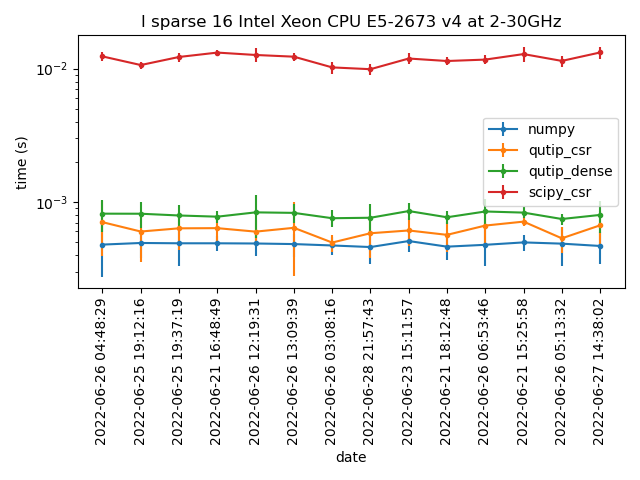 I sparse 16 Intel Xeon CPU E5-2673 v4 at 2-30GHz
time (s)
10⁻²
10⁻³
numpy
qutip_csr
qutip_dense
scipy_csr
2022-06-26 04:48:29
2022-06-25 19:12:16
2022-06-25 19:37:19
2022-06-21 16:48:49
2022-06-26 12:19:31
2022-06-26 13:09:39
2022-06-26 03:08:16
2022-06-28 21:57:43
2022-06-23 15:11:57
2022-06-21 18:12:48
2022-06-26 06:53:46
2022-06-21 15:25:58
2022-06-26 05:13:32
2022-06-27 14:38:02
date